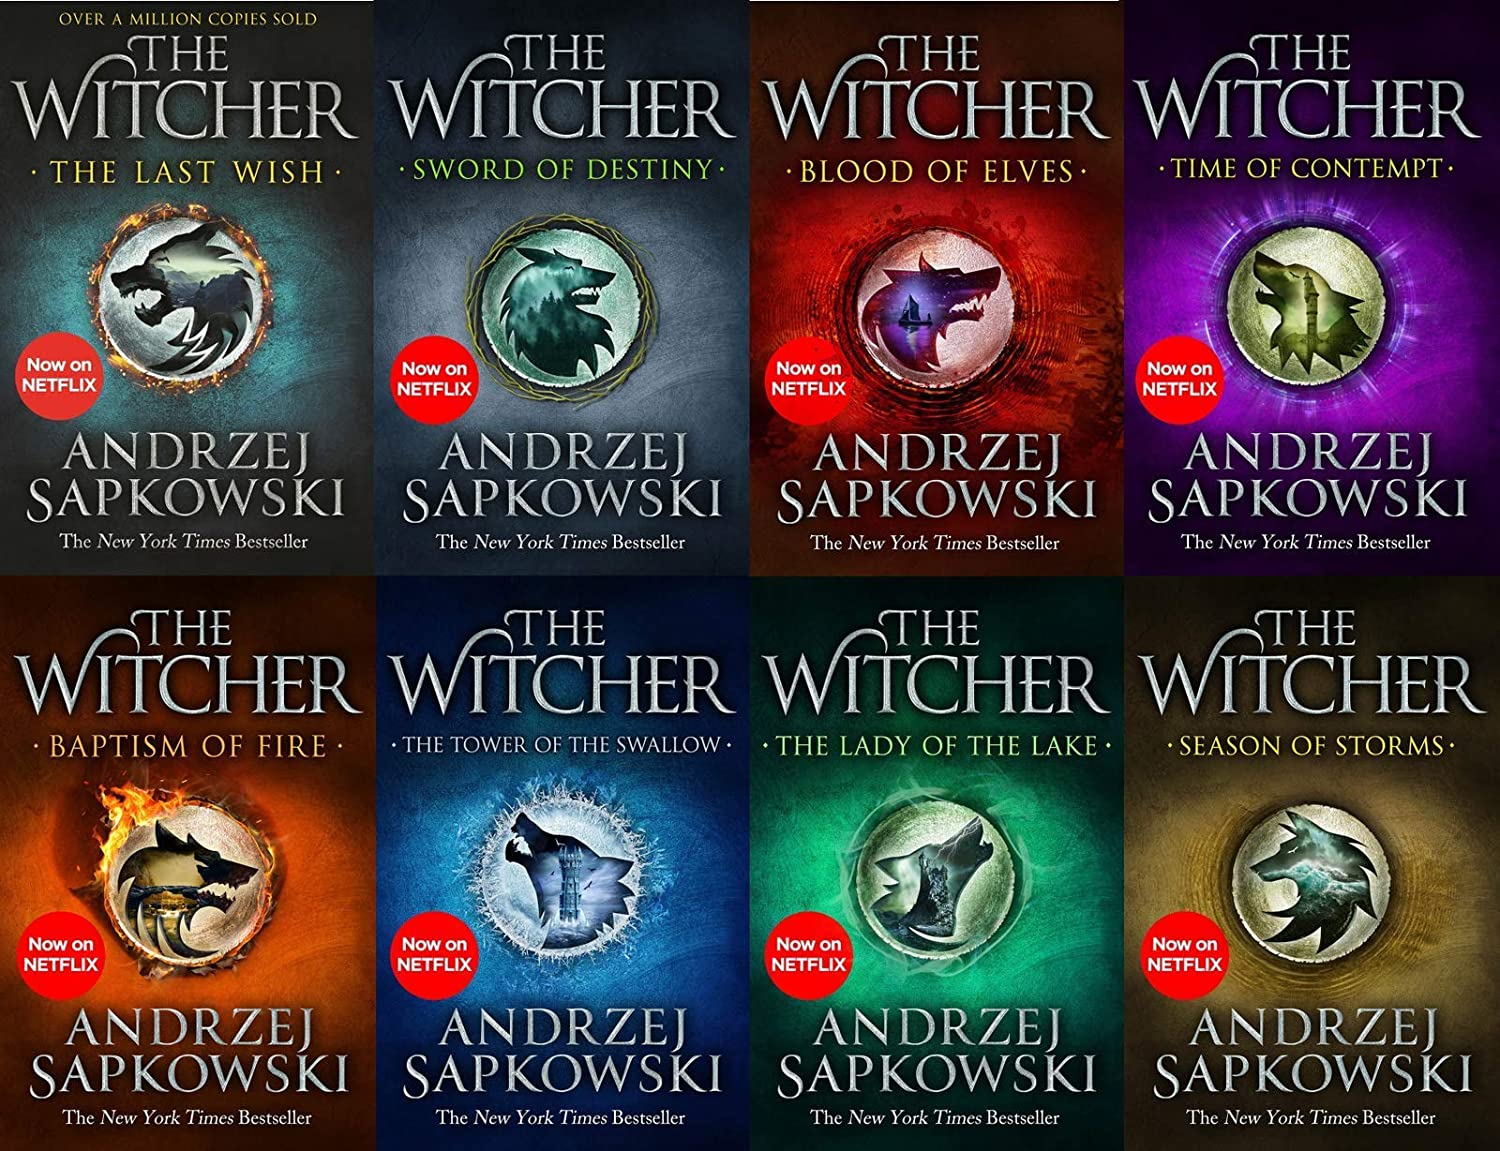 OVER A MILLION COPIES SOLD
THE
WITCHER
· THE LAST WISH ·
Now on
NETFLIX
ANDRZEJ
SAPKOWSKI
The New York Times Bestseller
THE
WITCHER
· SWORD OF DESTINY ·
Now on
NETFLIX
ANDRZEJ
SAPKOWSKI
The New York Times Bestseller
THE
WITCHER
· BLOOD OF ELVES ·
Now on
NETFLIX
ANDRZEJ
SAPKOWSKI
The New York Times Bestseller
THE
WITCHER
· TIME OF CONTEMPT ·
Now on
NETFLIX
ANDRZEJ
SAPKOWSKI
The New York Times Bestseller
THE
WITCHER
· BAPTISM OF FIRE ·
Now on
NETFLIX
ANDRZEJ
SAPKOWSKI
The New York Times Bestseller
THE
WITCHER
· THE TOWER OF THE SWALLOW ·
Now on
NETFLIX
ANDRZEJ
SAPKOWSKI
The New York Times Bestseller
THE
WITCHER
· THE LADY OF THE LAKE ·
Now on
NETFLIX
ANDRZEJ
SAPKOWSKI
The New York Times Bestseller
THE
WITCHER
· SEASON OF STORMS ·
Now on
NETFLIX
ANDRZEJ
SAPKOWSKI
The New York Times Bestseller